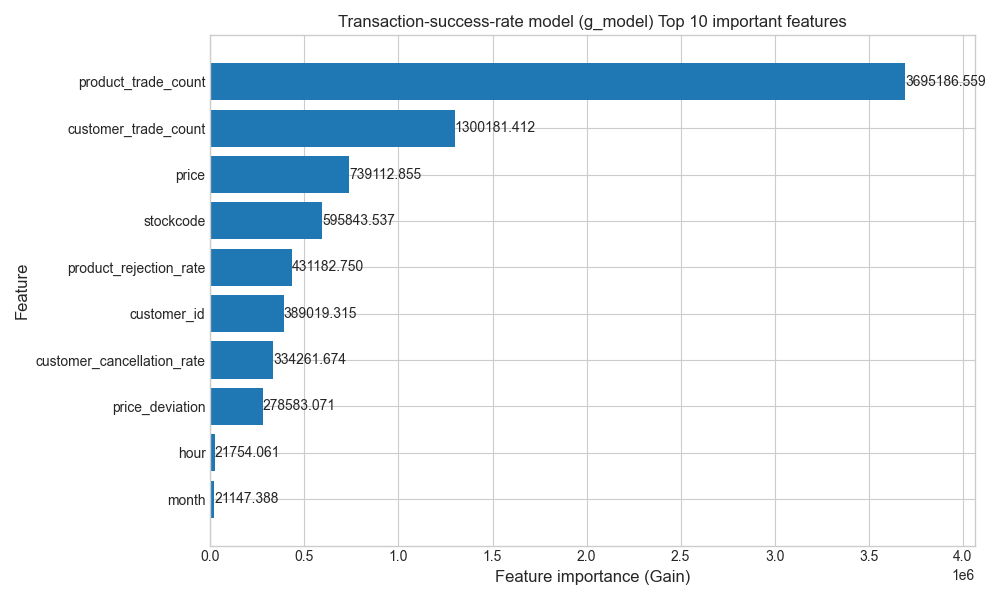 Transaction-success-rate model (g_model) Top 10 important features
Feature
product_trade_count 3695186.559
customer_trade_count 1300181.412
price 739112.855
stockcode 595843.537
product_rejection_rate 431182.750
customer_id 389019.315
customer_cancellation_rate 334261.674
price_deviation 278583.071
hour 21754.061
month 21147.388
0.0 0.5 1.0 1.5 2.0 2.5 3.0 3.5 4.0
1e6
Feature importance (Gain)